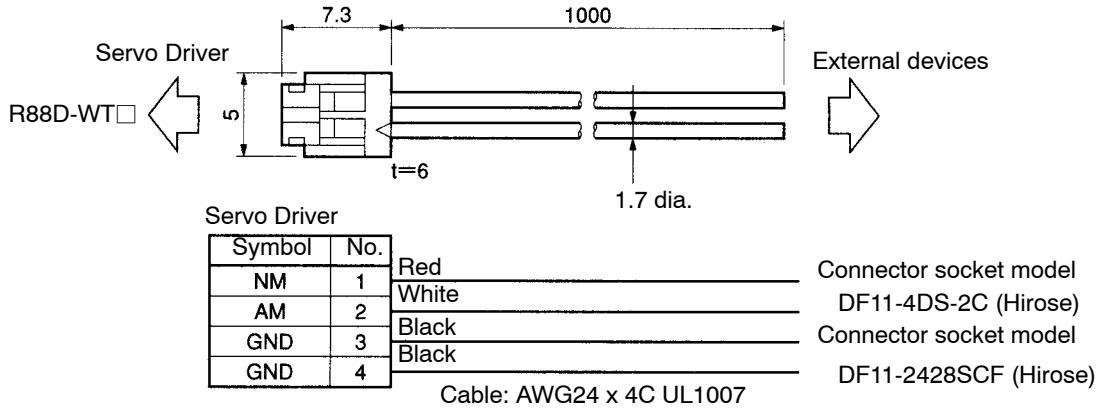 7.3
1000
Servo Driver
External devices
R88D-WT□
5
t=6
1.7 dia.
Servo Driver
Symbol No.
NM 1
AM 2
GND 3
GND 4
Red
White
Black
Black
Connector socket model
DF11-4DS-2C (Hirose)
Connector socket model
DF11-2428SCF (Hirose)
Cable: AWG24 x 4C UL1007